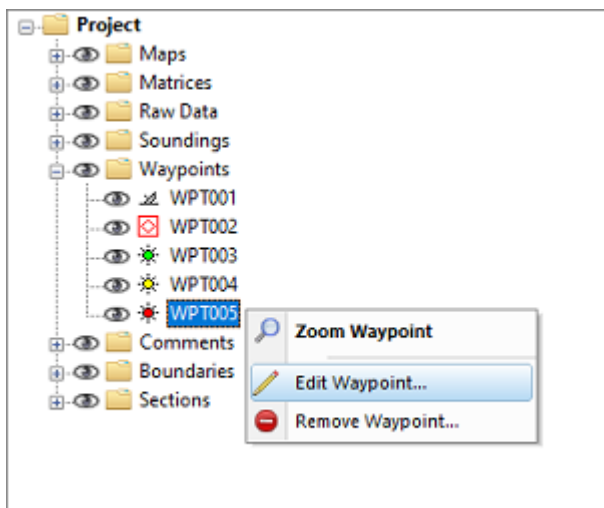 Project
Maps
Matrices
Raw Data
Soundings
Waypoints
WPT001
WPT002
WPT003
WPT004
WPT005
Zoom Waypoint
Comments
Boundaries
Edit Waypoint...
Sections
Remove Waypoint...